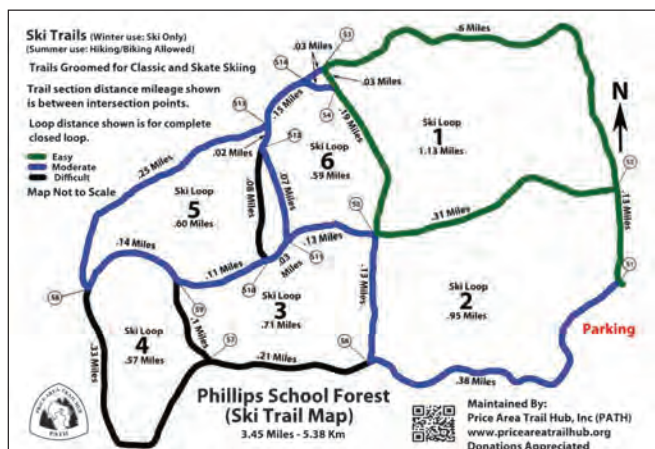 Ski Trails (Winter use: Ski Only)
(Summer use: Hiking/Biking Allowed)
Trails Groomed for Classic and Skate Skiing
Trail section distance mileage shown
is between intersection points.
Loop distance shown is for complete
closed loop.
Easy
Moderate
Difficult
Map Not to Scale
.03 Miles
S3
.6 Miles
S14
.03 Miles
N
.15 Miles
S4
S13
.19 Miles
Ski Loop
1
1.13 Miles
.02 Miles
S12
Ski Loop
6
.59 Miles
.25 Miles
.07 Miles
.08 Miles
S2
Ski Loop
5
.60 Miles
.31 Miles
.13 Miles
S5
.13 Miles
.14 Miles
S11
.03 Miles
.11 Miles
S10
.13 Miles
S1
S8
S9
Ski Loop
3
.71 Miles
Ski Loop
2
.95 Miles
.1 Miles
Parking
Ski Loop
4
.57 Miles
S7
S6
.33 Miles
.21 Miles
.38 Miles
Phillips School Forest
(Ski Trail Map)
3.45 Miles - 5.38 Km
Maintained By:
Price Area Trail Hub, Inc (PATH)
www.priceareatrailhub.org
Donations Appreciated
PRICE AREA TRAIL HUB
PATH